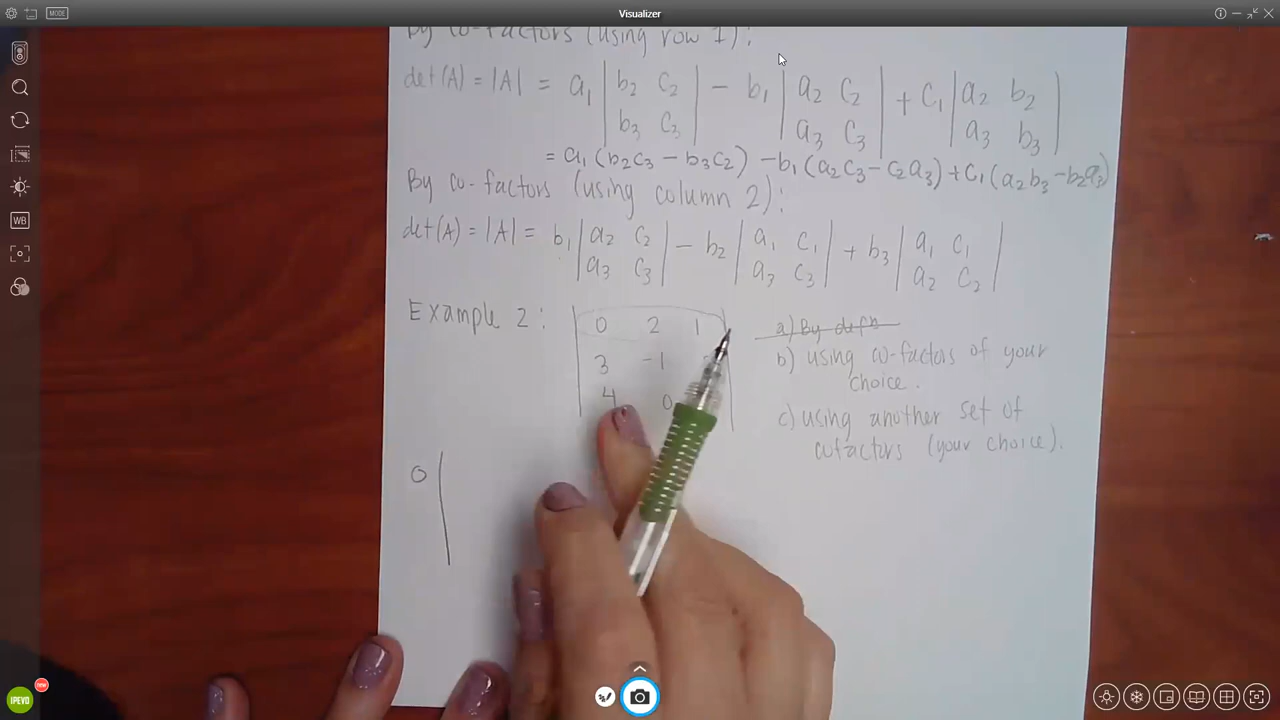 Visualizer
MODE
By co-factors (using row 1):
det(A) = |A| = a₁ | b₂ c₂ | − b₁ | a₂ c₂ | + c₁ | a₂ b₂ |
| b₃ c₃ | | a₃ c₃ | | a₃ b₃ |
= a₁ (b₂c₃ − b₃c₂) − b₁ (a₂c₃ − c₂a₃) + c₁ (a₂b₃ − b₂a₃)
By co-factors (using column 2):
det(A) = |A| = b₁ | a₂ c₂ | − b₂ | a₁ c₁ | + b₃ | a₁ c₁ |
| a₃ c₃ | | a₃ c₃ | | a₂ c₂ |
Example 2:
0 2 1
3 −1
4 0
a) By defn
b) using co-factors of your
choice.
c) using another set of
cofactors (your choice).
0 |
WB
IPEVO
new